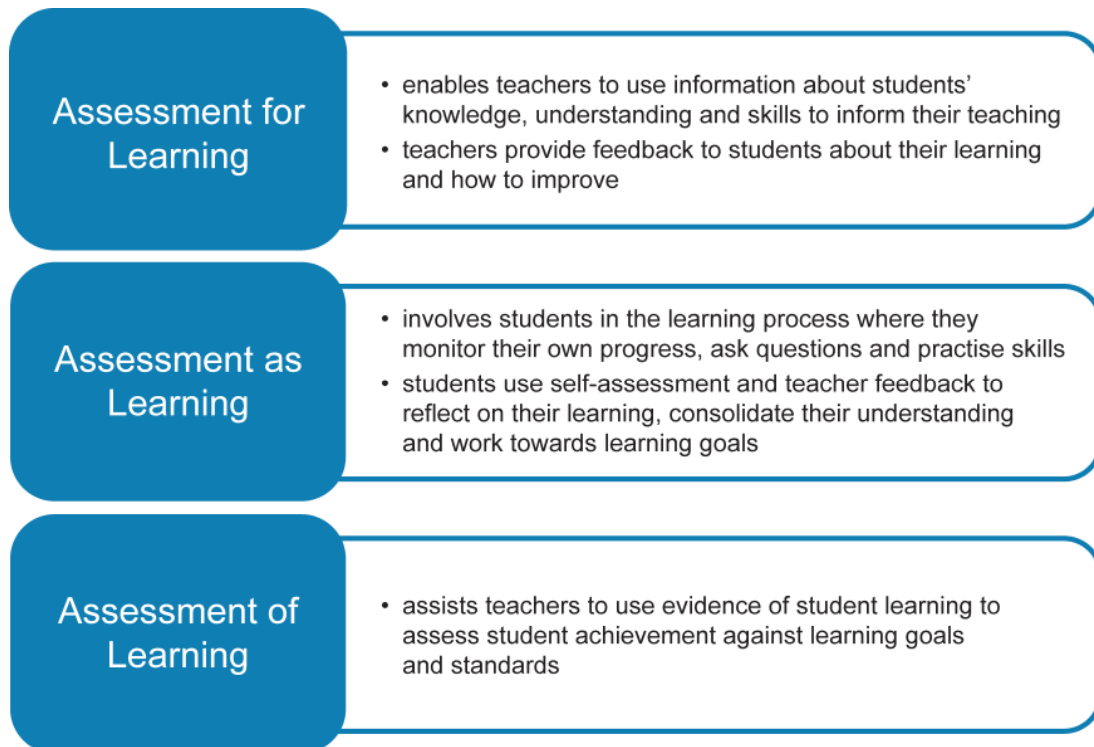 Assessment for
Learning
• enables teachers to use information about students’
knowledge, understanding and skills to inform their teaching
• teachers provide feedback to students about their learning
and how to improve
Assessment as
Learning
• involves students in the learning process where they
monitor their own progress, ask questions and practise skills
• students use self-assessment and teacher feedback to
reflect on their learning, consolidate their understanding
and work towards learning goals
Assessment of
Learning
• assists teachers to use evidence of student learning to
assess student achievement against learning goals
and standards